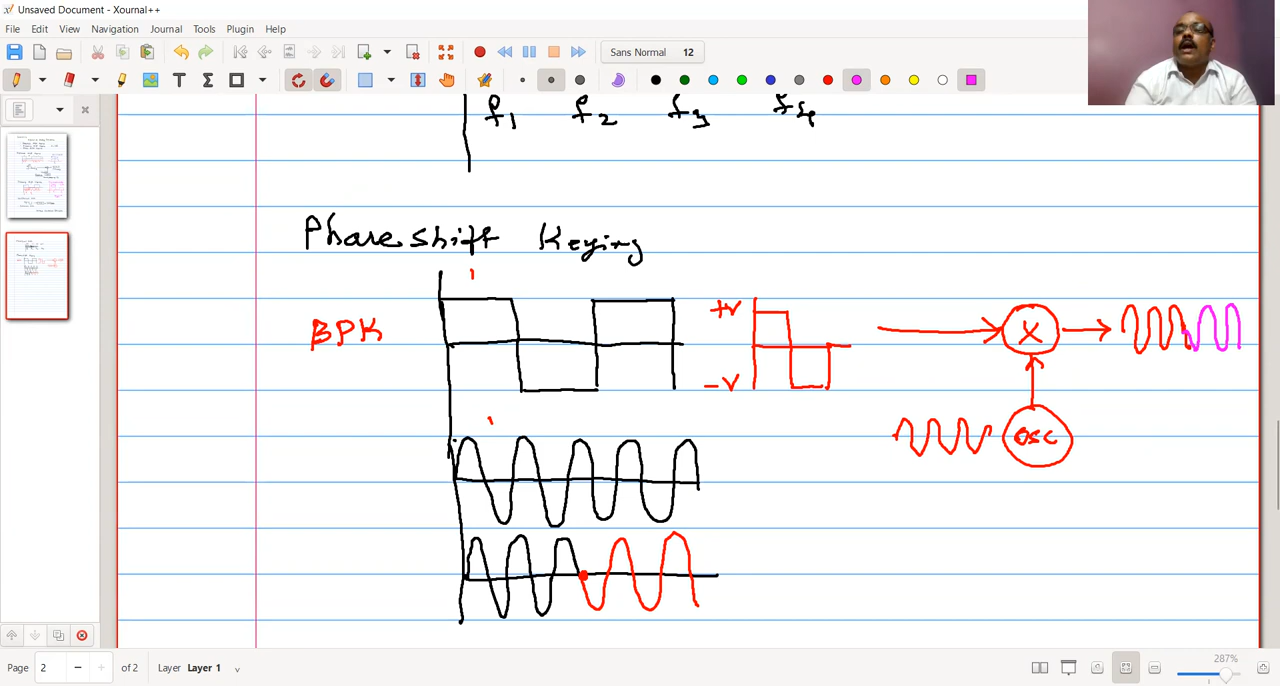 Unsaved Document - Xournal++
File Edit View Navigation Journal Tools Plugin Help
Sans Normal 12
f1 f2 f3 f4
Phase shift Keying
BPK
+V
-V
X
OSC
Page 2 of 2 Layer Layer 1 287%